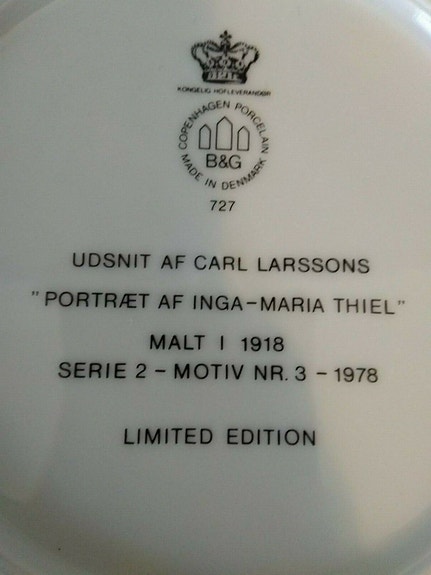 KONGELIG HOFLEVERANDØR
COPENHAGEN PORCELAIN
B&G
MADE IN DENMARK
727
UDSNIT AF CARL LARSSONS
"PORTRÆT AF INGA-MARIA THIEL"
MALT I 1918
SERIE 2 - MOTIV NR. 3 - 1978
LIMITED EDITION